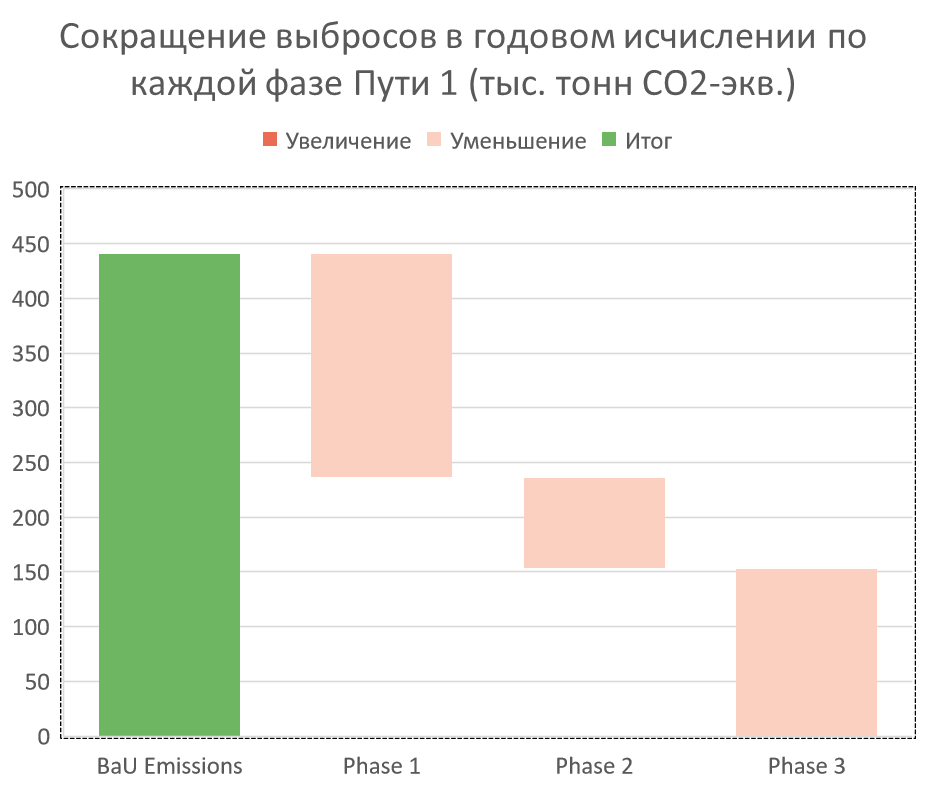 Сокращение выбросов в годовом исчислении по
каждой фазе Пути 1 (тыс. тонн CO2-экв.)
Увеличение Уменьшение Итог
500
450
400
350
300
250
200
150
100
50
0
BaU Emissions Phase 1 Phase 2 Phase 3